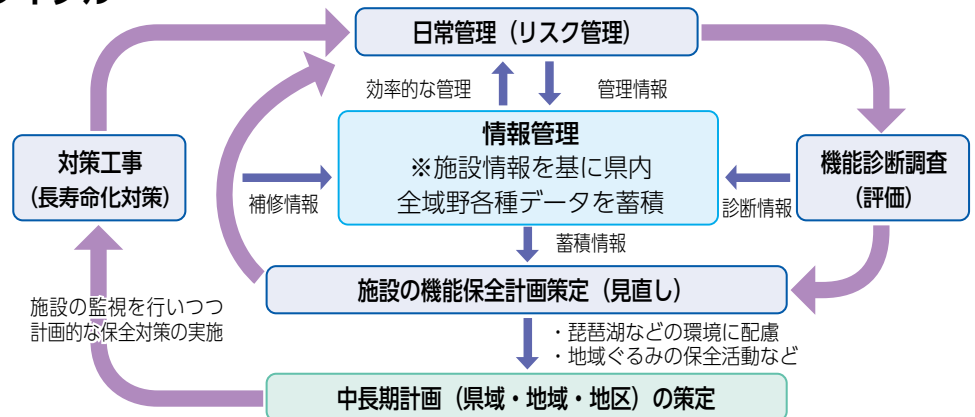 日常管理（リスク管理）
効率的な管理
管理情報
情報管理
※施設情報を基に県内
全域野各種データを蓄積
対策工事
（長寿命化対策）
補修情報
診断情報
機能診断調査
（評価）
蓄積情報
施設の機能保全計画策定（見直し）
施設の監視を行いつつ
計画的な保全対策の実施
・琵琶湖などの環境に配慮
・地域ぐるみの保全活動など
中長期計画（県域・地域・地区）の策定